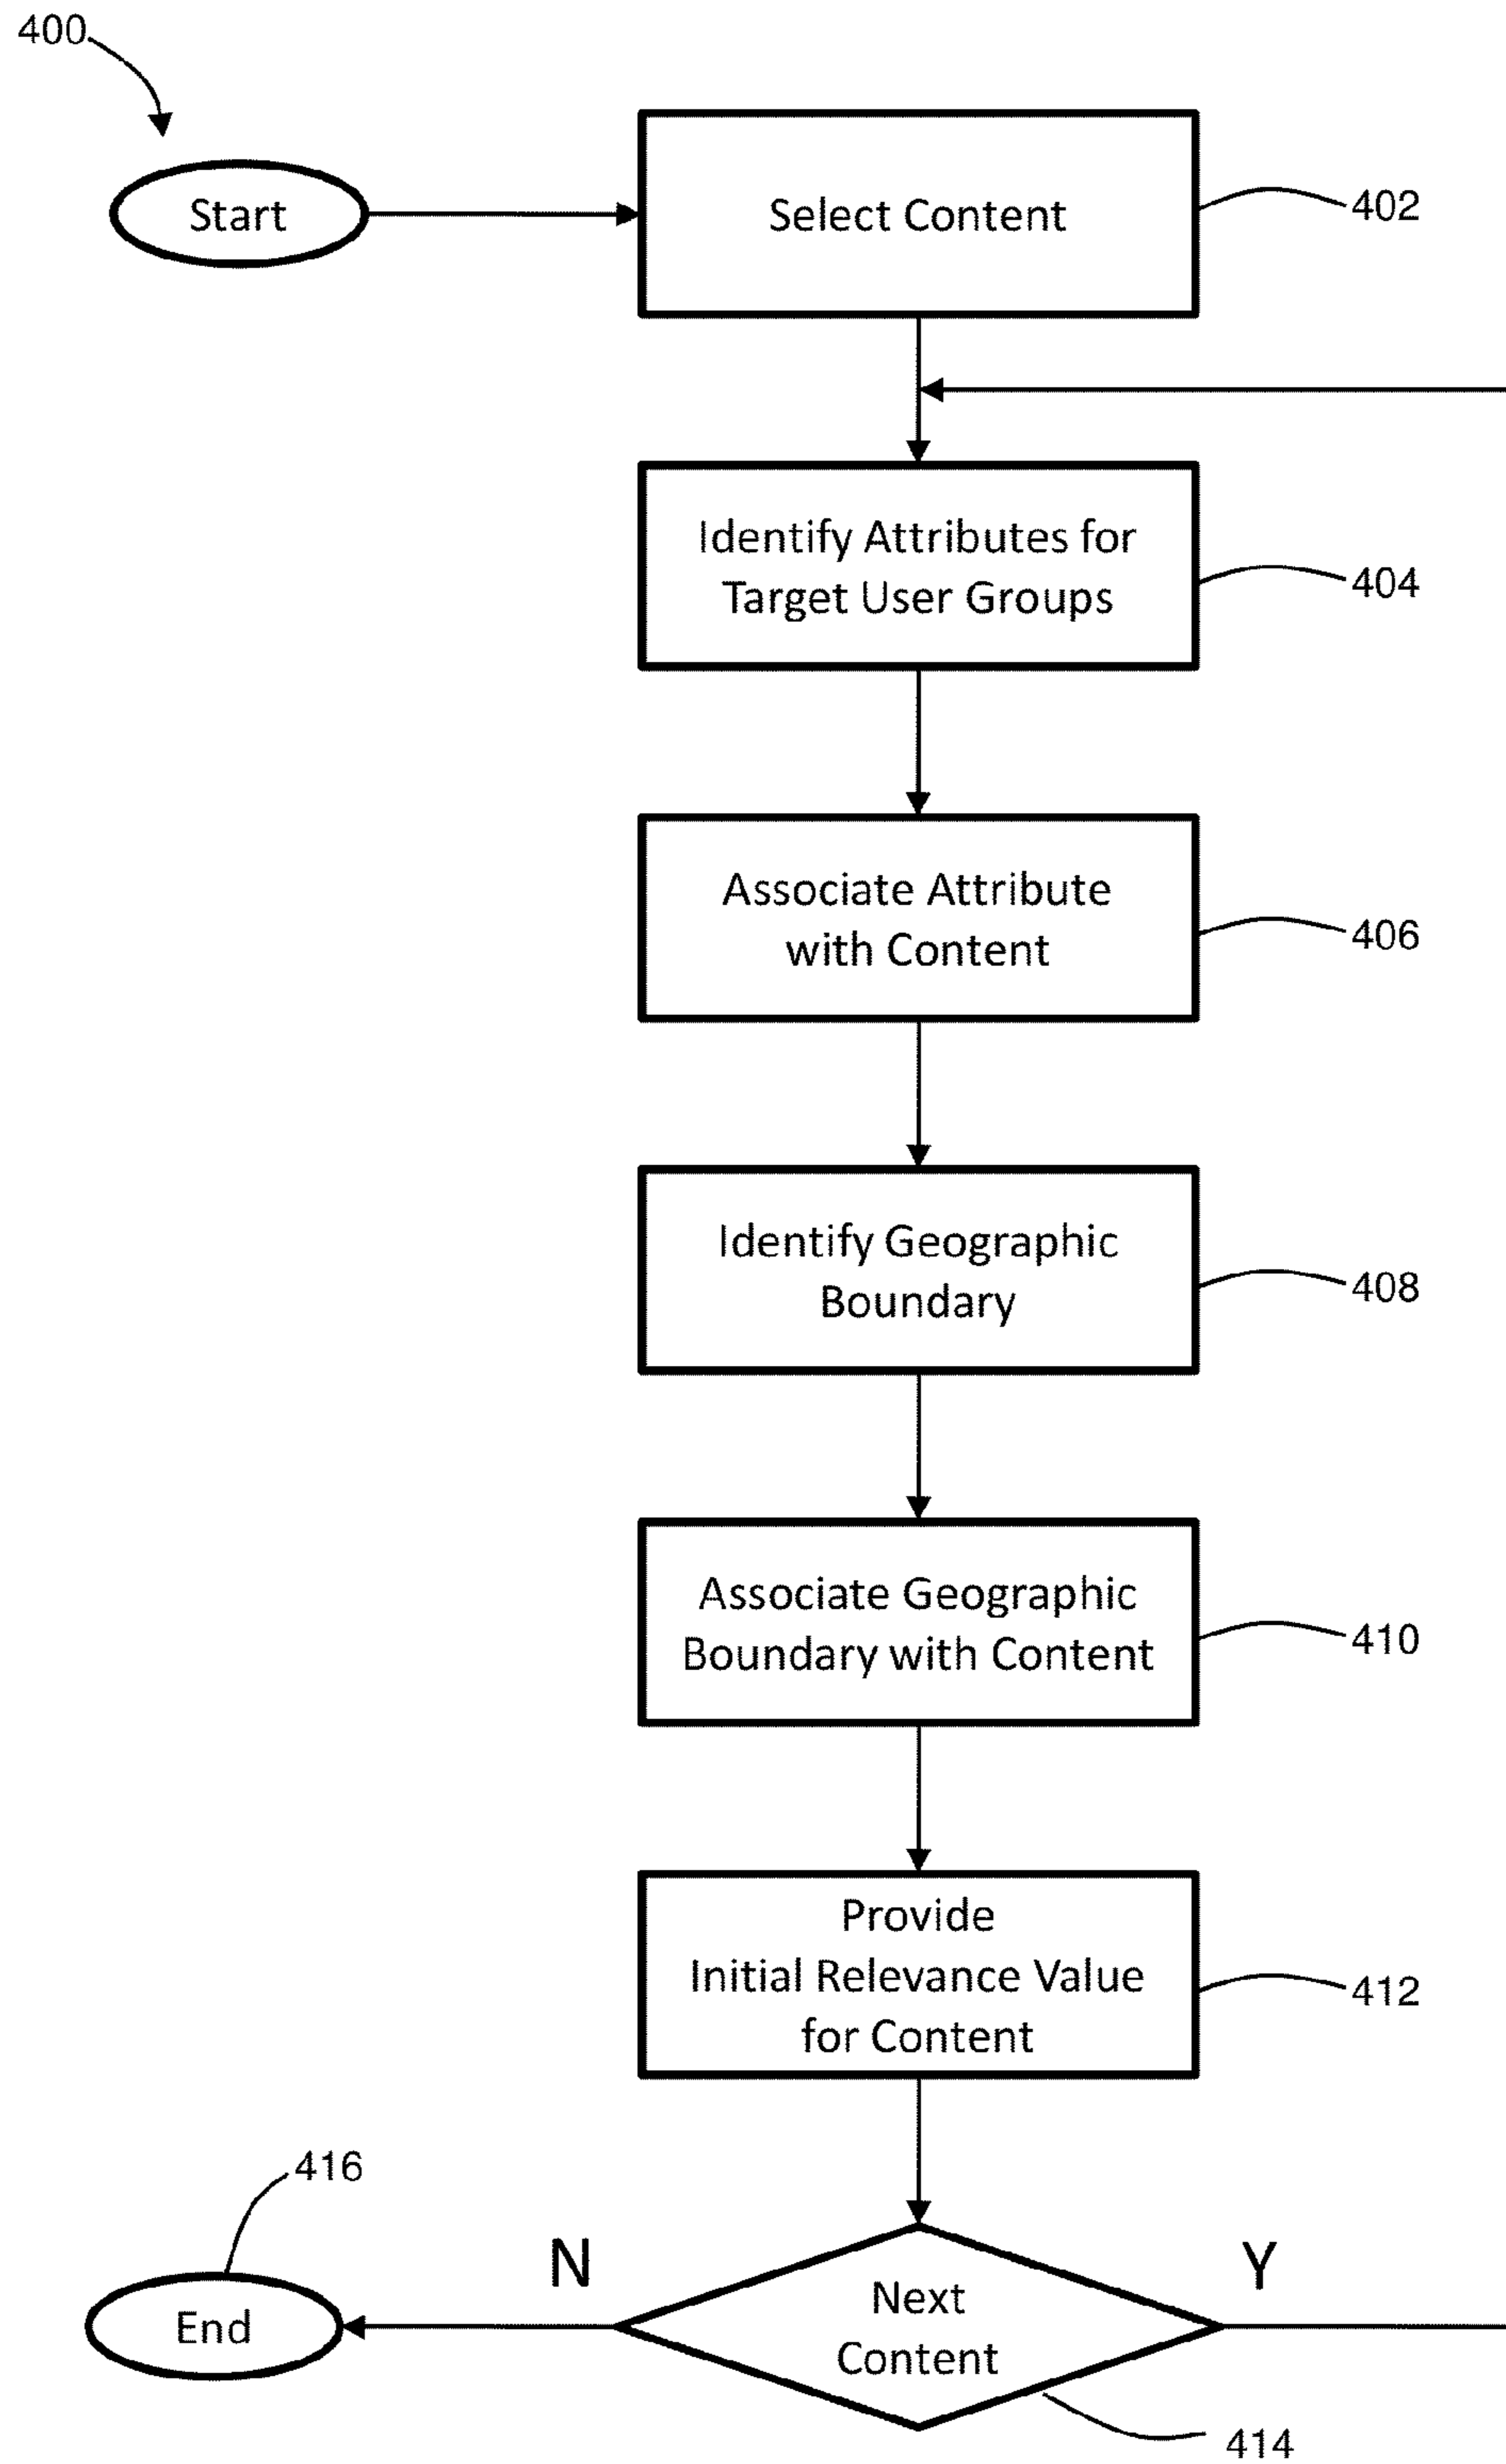 400
Start
Select Content
402
Identify Attributes for
Target User Groups
404
Associate Attribute
with Content
406
Identify Geographic
Boundary
408
Associate Geographic
Boundary with Content
410
Provide
Initial Relevance Value
for Content
412
416
N
Y
End
Next
Content
414